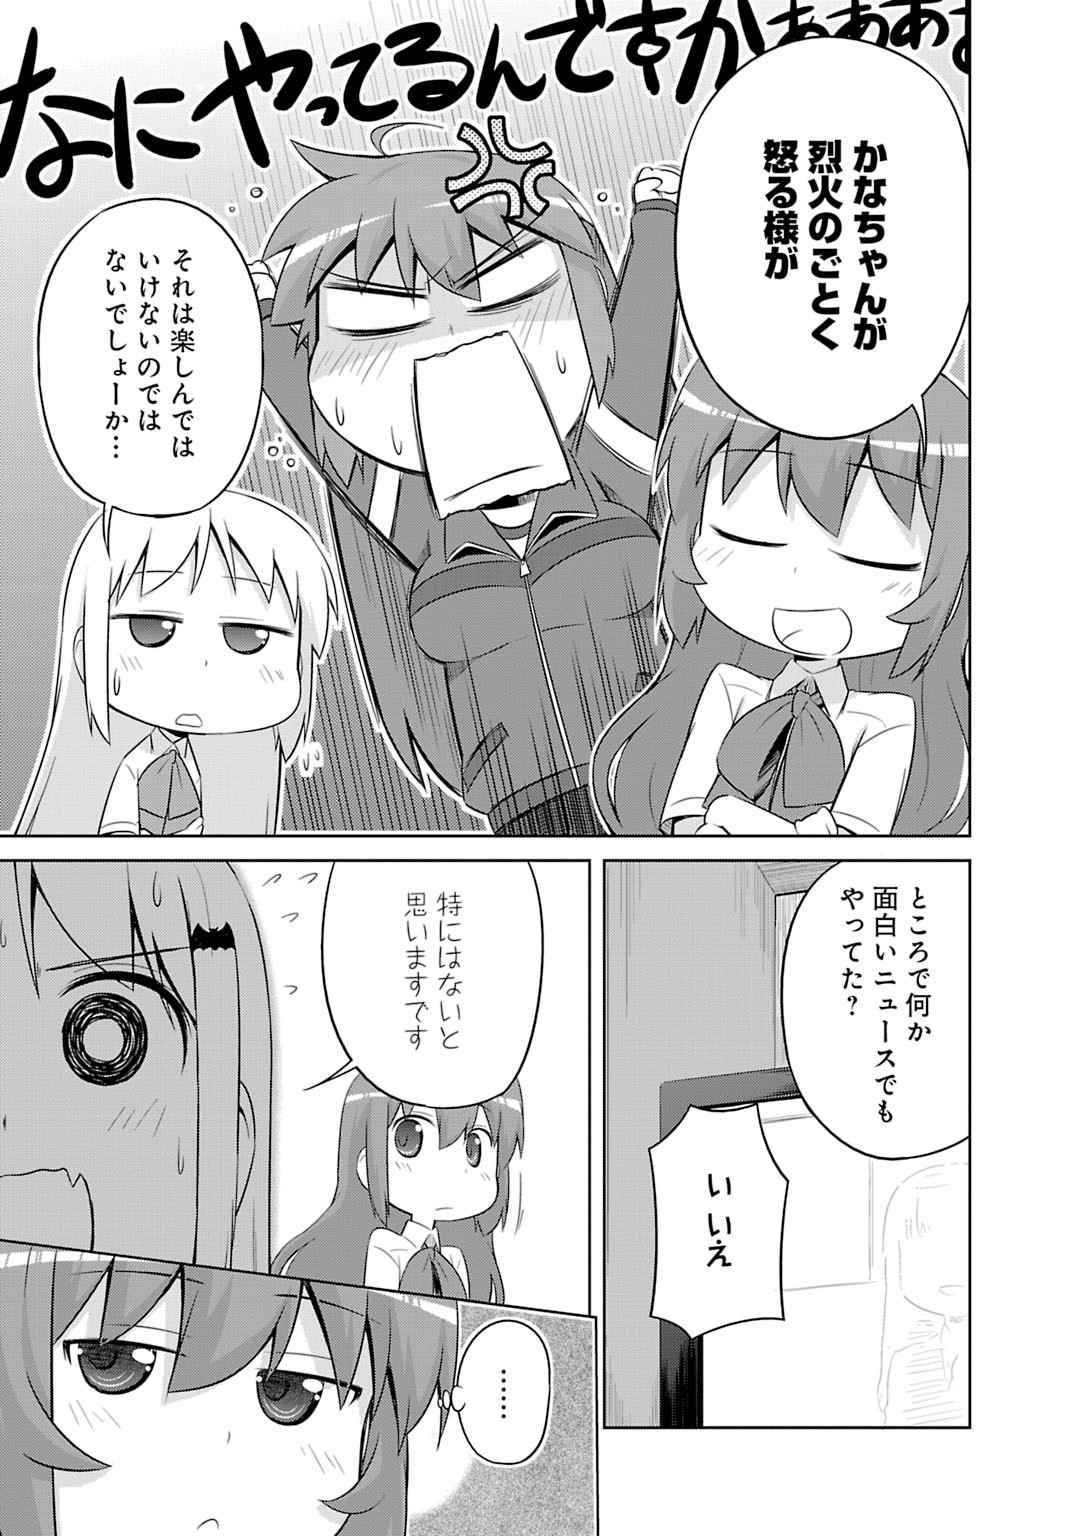 なにやってるんですかぁぁぁぁ
かなちゃんが
烈火のごとく
怒る様が
それは楽しんでは
いけないのでは
ないでしょーか…
ところで何か
面白いニュースでも
やってた？
いいえ
特にはないと
思いますです
……